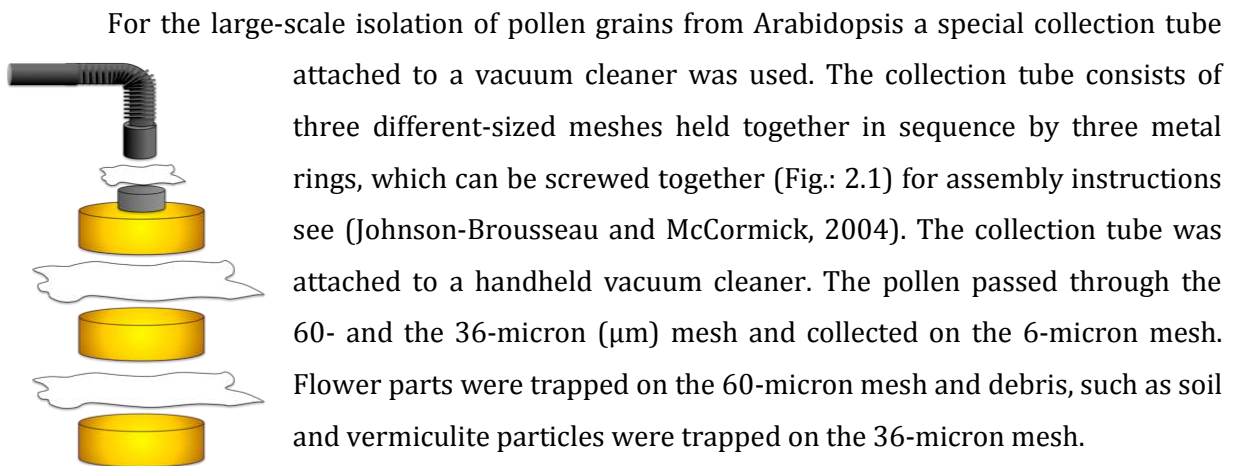 For the large-scale isolation of pollen grains from Arabidopsis a special collection tube
attached to a vacuum cleaner was used. The collection tube consists of
three different-sized meshes held together in sequence by three metal
rings, which can be screwed together (Fig.: 2.1) for assembly instructions
see (Johnson-Brousseau and McCormick, 2004). The collection tube was
attached to a handheld vacuum cleaner. The pollen passed through the
60- and the 36-micron (μm) mesh and collected on the 6-micron mesh.
Flower parts were trapped on the 60-micron mesh and debris, such as soil
and vermiculite particles were trapped on the 36-micron mesh.